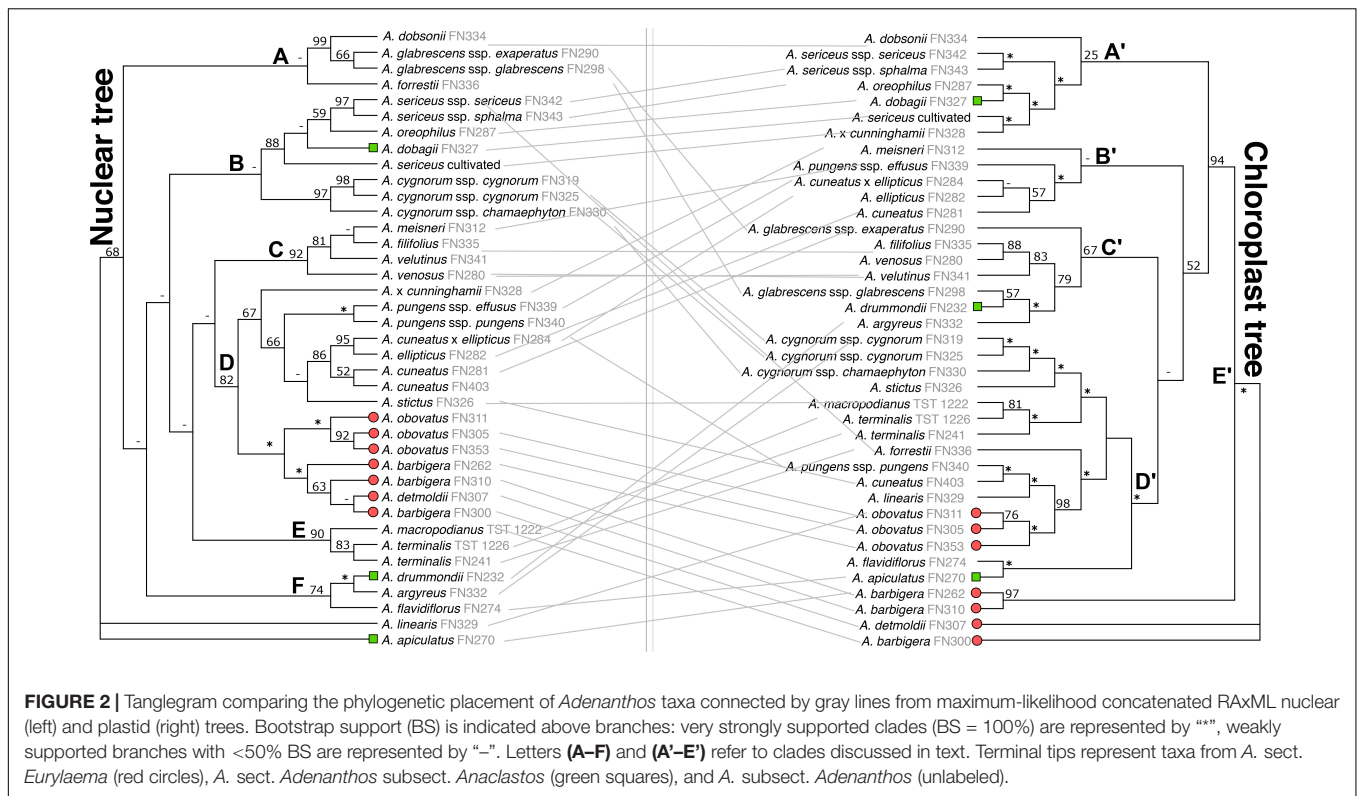 Nuclear tree
A
B
C
D
E
F
99
66
-
97
59
-
88
-
98
97
-
81
92
68
-
-
-
-
67
*
66
95
86
52
-
82
*
92
*
*
63
-
90
83
*
74
A. dobsonii FN334
A. glabrescens ssp. exaperatus FN290
A. glabrescens ssp. glabrescens FN298
A. forrestii FN336
A. sericeus ssp. sericeus FN342
A. sericeus ssp. sphalma FN343
A. oreophilus FN287
A. dobagii FN327
A. sericeus cultivated
A. cygnorum ssp. cygnorum FN319
A. cygnorum ssp. cygnorum FN325
A. cygnorum ssp. chamaephyton FN330
A. meisneri FN312
A. filifolius FN335
A. velutinus FN341
A. venosus FN280
A. x cunninghamii FN328
A. pungens ssp. effusus FN339
A. pungens ssp. pungens FN340
A. cuneatus x ellipticus FN284
A. ellipticus FN282
A. cuneatus FN281
A. cuneatus FN403
A. stictus FN326
A. obovatus FN311
A. obovatus FN305
A. obovatus FN353
A. barbigera FN262
A. barbigera FN310
A. detmoldii FN307
A. barbigera FN300
A. macropodianus TST 1222
A. terminalis TST 1226
A. terminalis FN241
A. drummondii FN232
A. argyreus FN332
A. flavidiflorus FN274
A. linearis FN329
A. apiculatus FN270
A. dobsonii FN334
A. sericeus ssp. sericeus FN342
A. sericeus ssp. sphalma FN343
A. oreophilus FN287
A. dobagii FN327
A. sericeus cultivated
A. x cunninghamii FN328
A. meisneri FN312
A. pungens ssp. effusus FN339
A. cuneatus x ellipticus FN284
A. ellipticus FN282
A. cuneatus FN281
A. glabrescens ssp. exaperatus FN290
A. filifolius FN335
A. venosus FN280
A. velutinus FN341
A. glabrescens ssp. glabrescens FN298
A. drummondii FN232
A. argyreus FN332
A. cygnorum ssp. cygnorum FN319
A. cygnorum ssp. cygnorum FN325
A. cygnorum ssp. chamaephyton FN330
A. stictus FN326
A. macropodianus TST 1222
A. terminalis TST 1226
A. terminalis FN241
A. forrestii FN336
A. pungens ssp. pungens FN340
A. cuneatus FN403
A. linearis FN329
A. obovatus FN311
A. obovatus FN305
A. obovatus FN353
A. flavidiflorus FN274
A. apiculatus FN270
A. barbigera FN262
A. barbigera FN310
A. detmoldii FN307
A. barbigera FN300
25 A'
*
*
*
*
*
- B'
*
-
57
94
67 C'
88
83
79
57
*
52
*
*
*
*
81
*
-
E'
*
*
*
*
98
76
*
D'
*
*
97
Chloroplast tree
FIGURE 2 | Tanglegram comparing the phylogenetic placement of Adenanthos taxa connected by gray lines from maximum-likelihood concatenated RAxML nuclear
(left) and plastid (right) trees. Bootstrap support (BS) is indicated above branches: very strongly supported clades (BS = 100%) are represented by “*”, weakly
supported branches with <50% BS are represented by “–”. Letters (A–F) and (A’–E’) refer to clades discussed in text. Terminal tips represent taxa from A. sect.
Eurylaema (red circles), A. sect. Adenanthos subsect. Anaclastos (green squares), and A. subsect. Adenanthos (unlabeled).